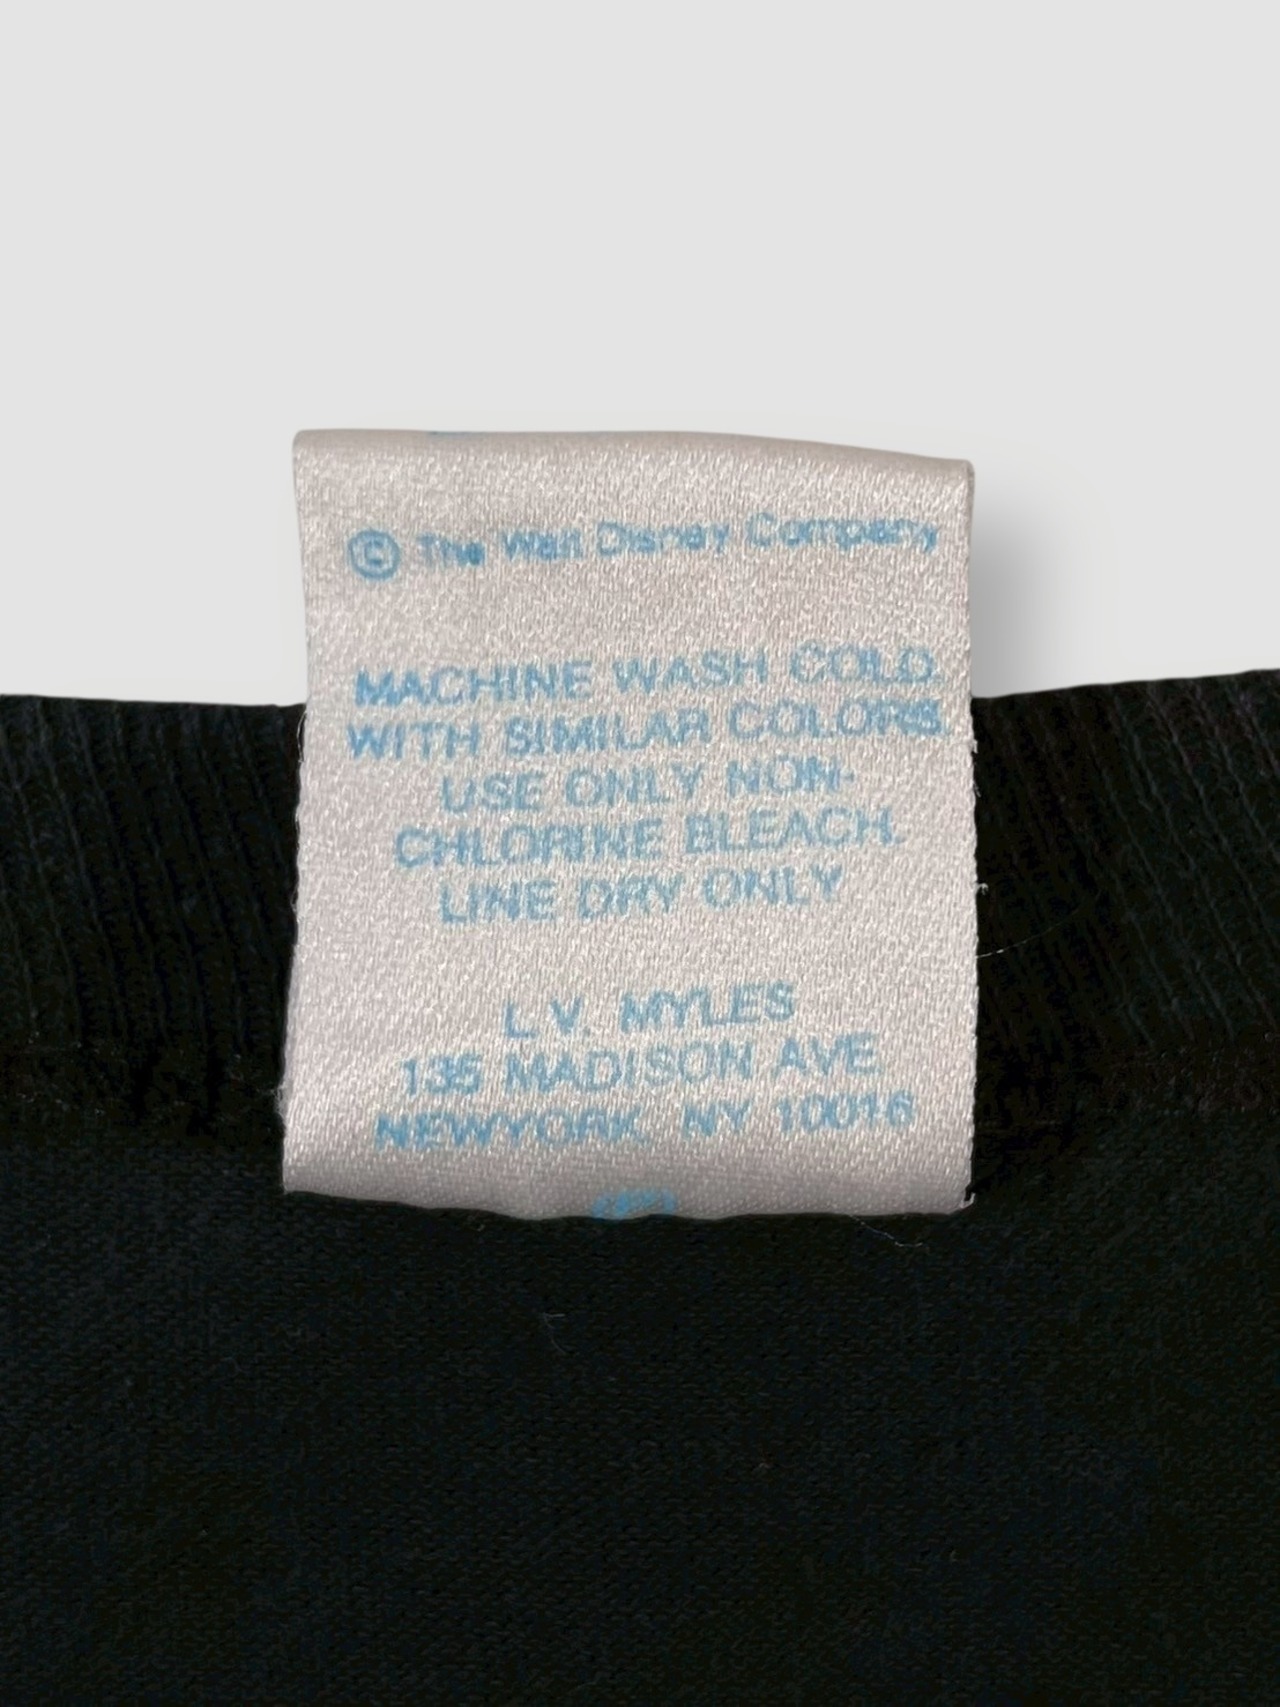 © The Walt Disney Company
MACHINE WASH COLD
WITH SIMILAR COLORS
USE ONLY NON-
CHLORINE BLEACH.
LINE DRY ONLY
L.V. MYLES
135 MADISON AVE
NEWYORK, NY 10016